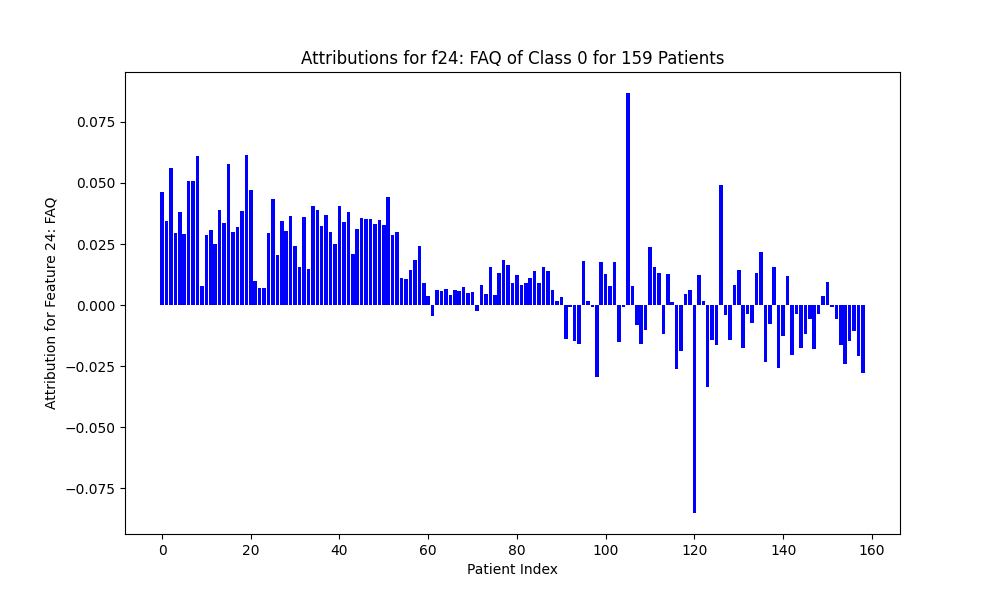 Attributions for f24: FAQ of Class 0 for 159 Patients
Attribution for Feature 24: FAQ
0.075
0.050
0.025
0.000
−0.025
−0.050
−0.075
0 20 40 60 80 100 120 140 160
Patient Index